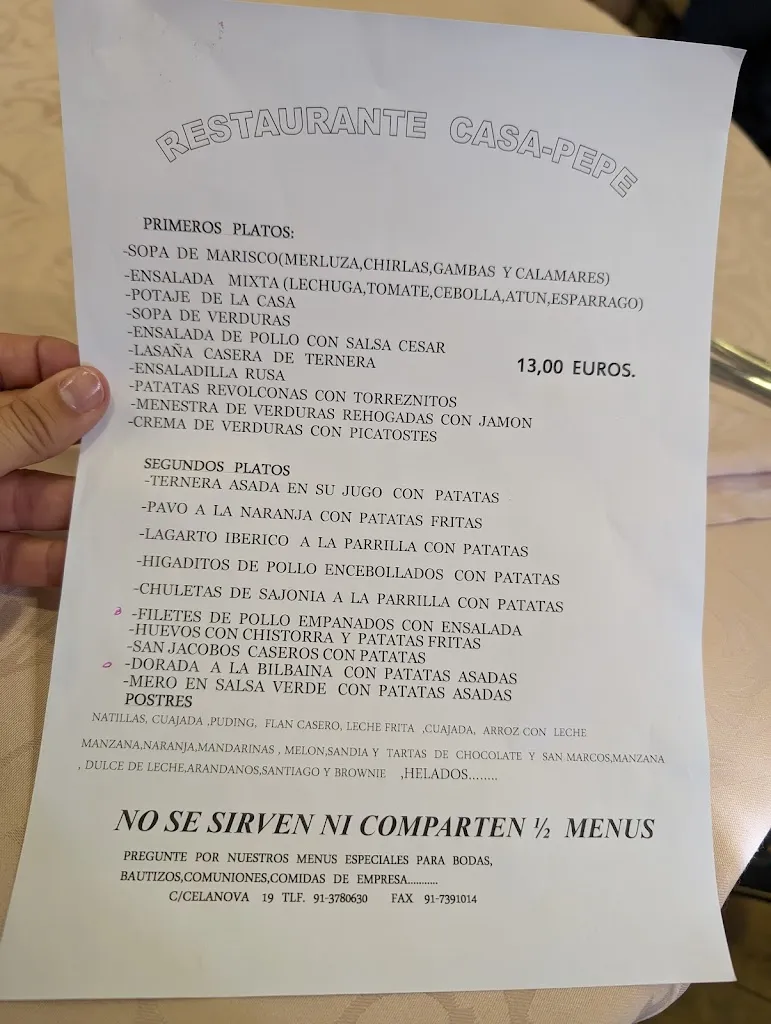 RESTAURANTE CASA-PEPE
PRIMEROS PLATOS:
-SOPA DE MARISCO(MERLUZA,CHIRLAS,GAMBAS Y CALAMARES)
-ENSALADA MIXTA (LECHUGA,TOMATE,CEBOLLA,ATUN,ESPARRAGO)
-POTAJE DE LA CASA
-SOPA DE VERDURAS
-ENSALADA DE POLLO CON SALSA CESAR
-LASAÑA CASERA DE TERNERA
13,00 EUROS.
-ENSALADILLA RUSA
-PATATAS REVOLCONAS CON TORREZNITOS
-MENESTRA DE VERDURAS REHOGADAS CON JAMON
-CREMA DE VERDURAS CON PICATOSTES
SEGUNDOS PLATOS
-TERNERA ASADA EN SU JUGO CON PATATAS
-PAVO A LA NARANJA CON PATATAS FRITAS
-LAGARTO IBERICO A LA PARRILLA CON PATATAS
-HIGADITOS DE POLLO ENCEBOLLADOS CON PATATAS
-CHULETAS DE SAJONIA A LA PARRILLA CON PATATAS
-FILETES DE POLLO EMPANADOS CON ENSALADA
-HUEVOS CON CHISTORRA Y PATATAS FRITAS
-SAN JACOBOS CASEROS CON PATATAS
-DORADA A LA BILBAINA CON PATATAS ASADAS
-MERO EN SALSA VERDE CON PATATAS ASADAS
POSTRES
NATILLAS, CUAJADA ,PUDING, FLAN CASERO, LECHE FRITA ,CUAJADA, ARROZ CON LECHE
MANZANA,NARANJA,MANDARINAS , MELON,SANDIA Y TARTAS DE CHOCOLATE Y SAN MARCOS,MANZANA
, DULCE DE LECHE,ARANDANOS,SANTIAGO Y BROWNIE ,HELADOS........
NO SE SIRVEN NI COMPARTEN ½ MENUS
PREGUNTE POR NUESTROS MENUS ESPECIALES PARA BODAS,
BAUTIZOS,COMUNIONES,COMIDAS DE EMPRESA...........
C/CELANOVA 19 TLF. 91-3780630 FAX 91-7391014